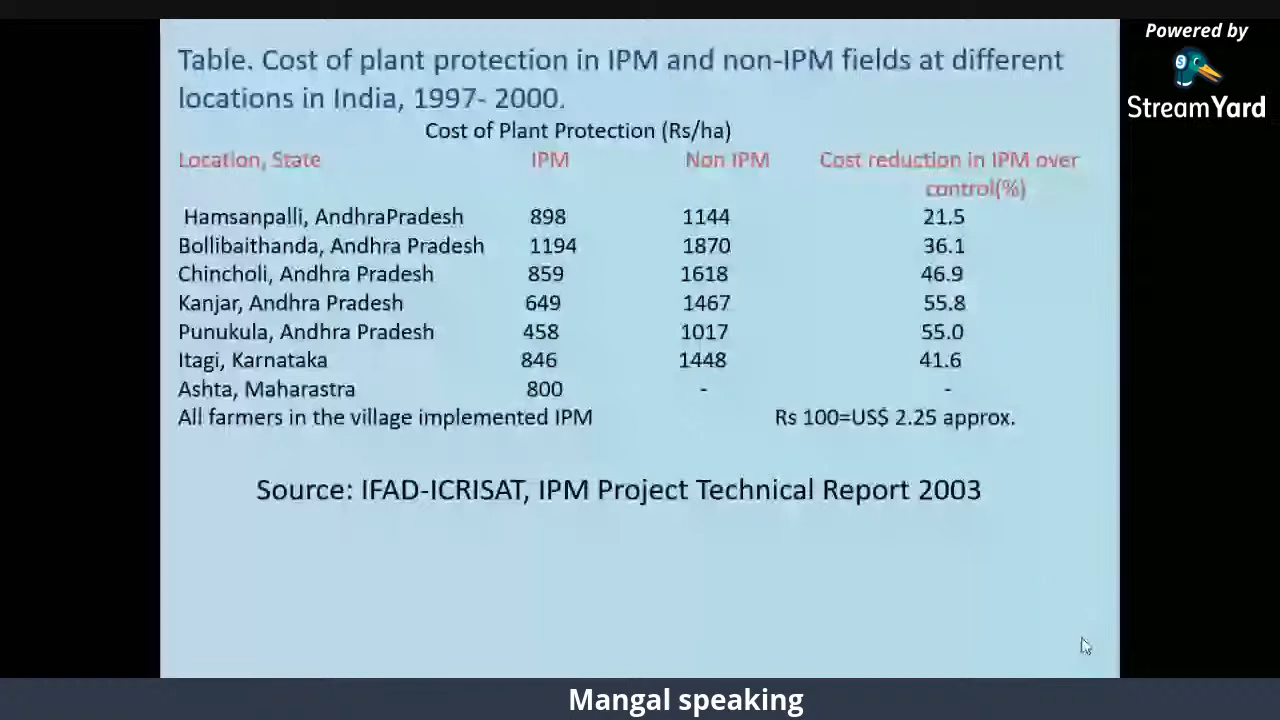 Powered by
StreamYard
Table. Cost of plant protection in IPM and non-IPM fields at different
locations in India, 1997- 2000.
Cost of Plant Protection (Rs/ha)
Location, State IPM Non IPM Cost reduction in IPM over
control(%)
Hamsanpalli, AndhraPradesh 898 1144 21.5
Bollibaithanda, Andhra Pradesh 1194 1870 36.1
Chincholi, Andhra Pradesh 859 1618 46.9
Kanjar, Andhra Pradesh 649 1467 55.8
Punukula, Andhra Pradesh 458 1017 55.0
Itagi, Karnataka 846 1448 41.6
Ashta, Maharastra 800 - -
All farmers in the village implemented IPM Rs 100=US$ 2.25 approx.
Source: IFAD-ICRISAT, IPM Project Technical Report 2003
Mangal speaking